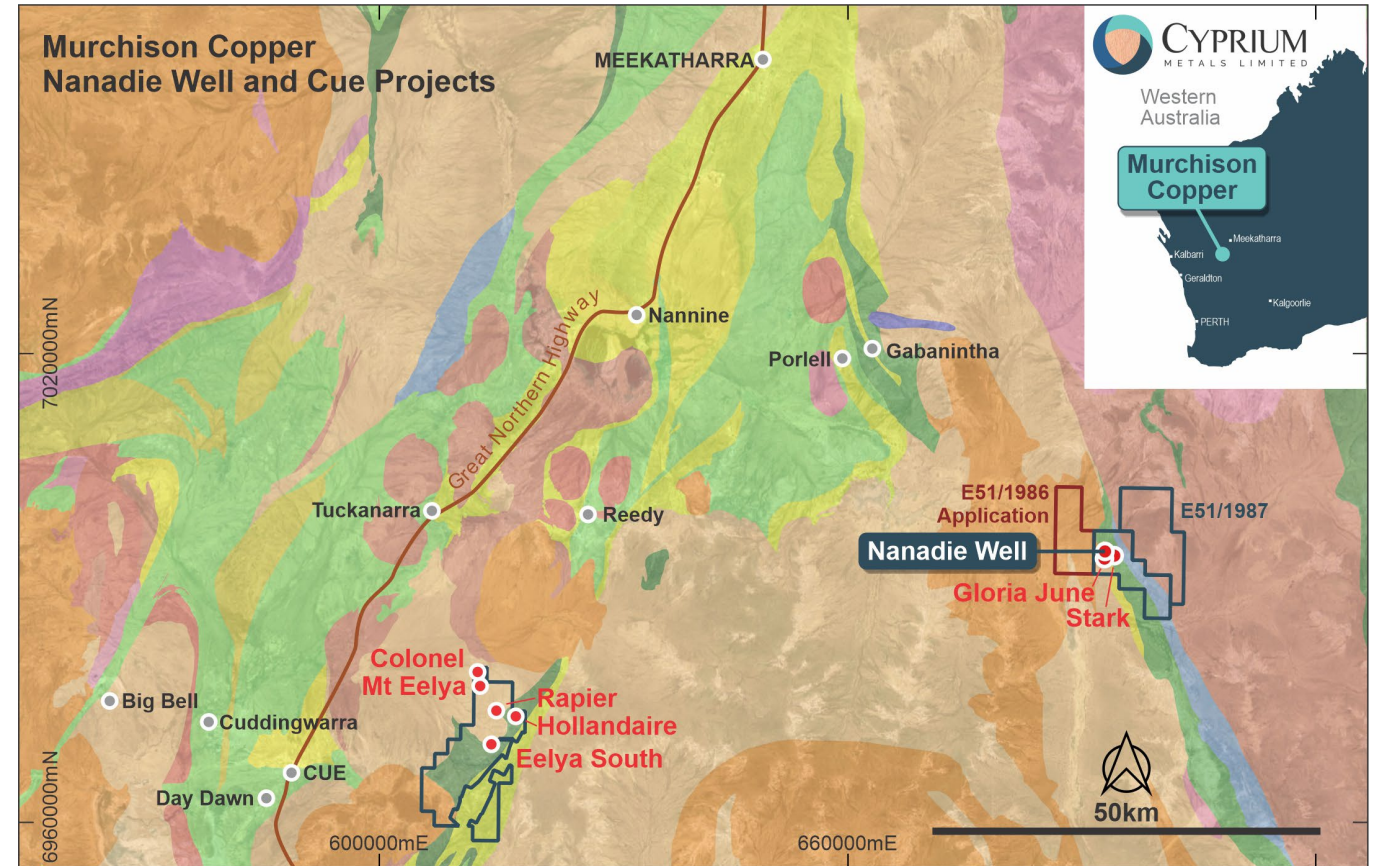 Murchison Copper
Nanadie Well and Cue Projects
MEEKATHARRA
CYPRIUM
METALS LIMITED
Western
Australia
Murchison
Copper
Meekatharra
Kalbarri
Geraldton
Kalgoorlie
PERTH
7020000mN
Great Northern Highway
Nannine
Porlell
Gabanintha
Tuckanarra
Reedy
E51/1986
Application
E51/1987
Nanadie Well
Gloria June
Stark
Colonel
Mt Eelya
Rapier
Hollandaire
Eelya South
Big Bell
Cuddingwarra
CUE
Day Dawn
6960000mN
600000mE
660000mE
50km